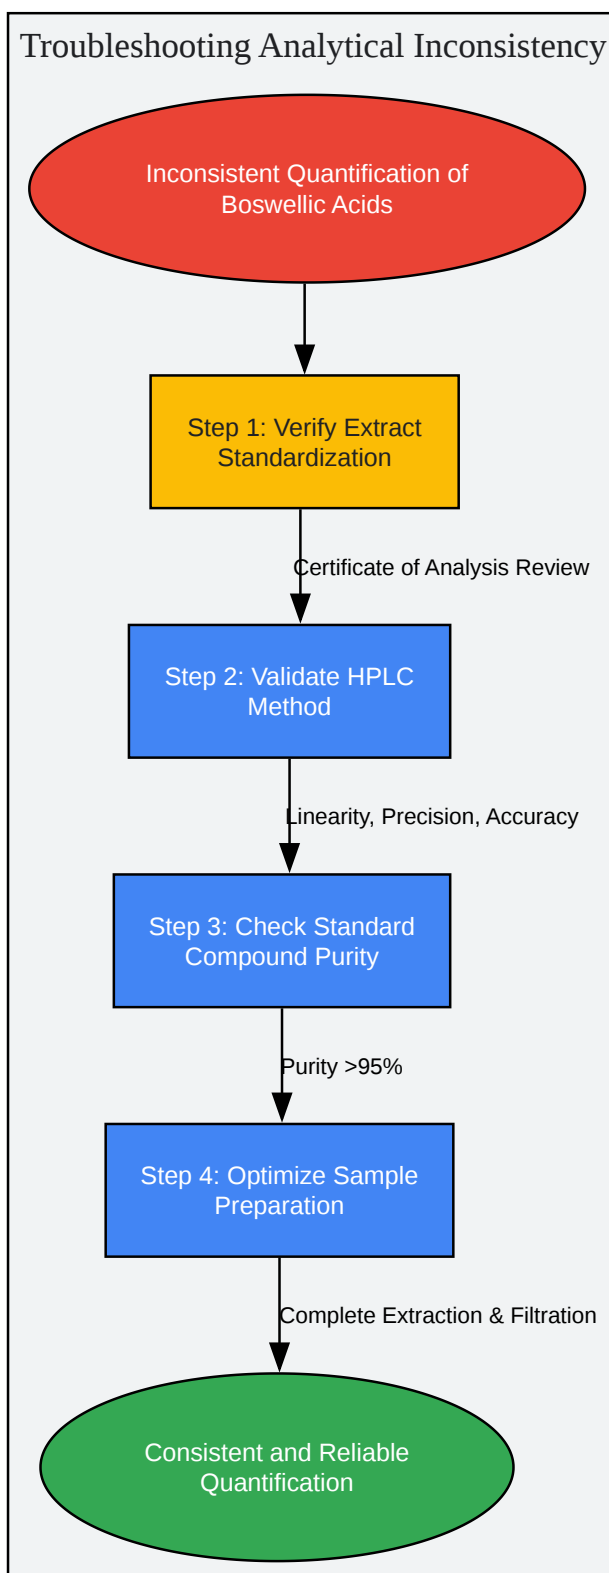 Troubleshooting Analytical Inconsistency
Inconsistent Quantification of
Boswellic Acids
Step 1: Verify Extract
Standardization
Certificate of Analysis Review
Step 2: Validate HPLC
Method
Linearity, Precision, Accuracy
Step 3: Check Standard
Compound Purity
Purity >95%
Step 4: Optimize Sample
Preparation
Complete Extraction & Filtration
Consistent and Reliable
Quantification